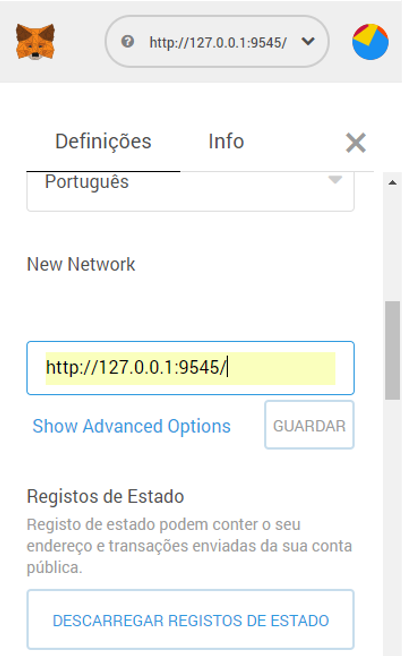 http://127.0.0.1:9545/
Definições Info
Português
New Network
http://127.0.0.1:9545/
Show Advanced Options GUARDAR
Registos de Estado
Registo de estado podem conter o seu
endereço e transações enviadas da sua conta
pública.
DESCARREGAR REGISTOS DE ESTADO